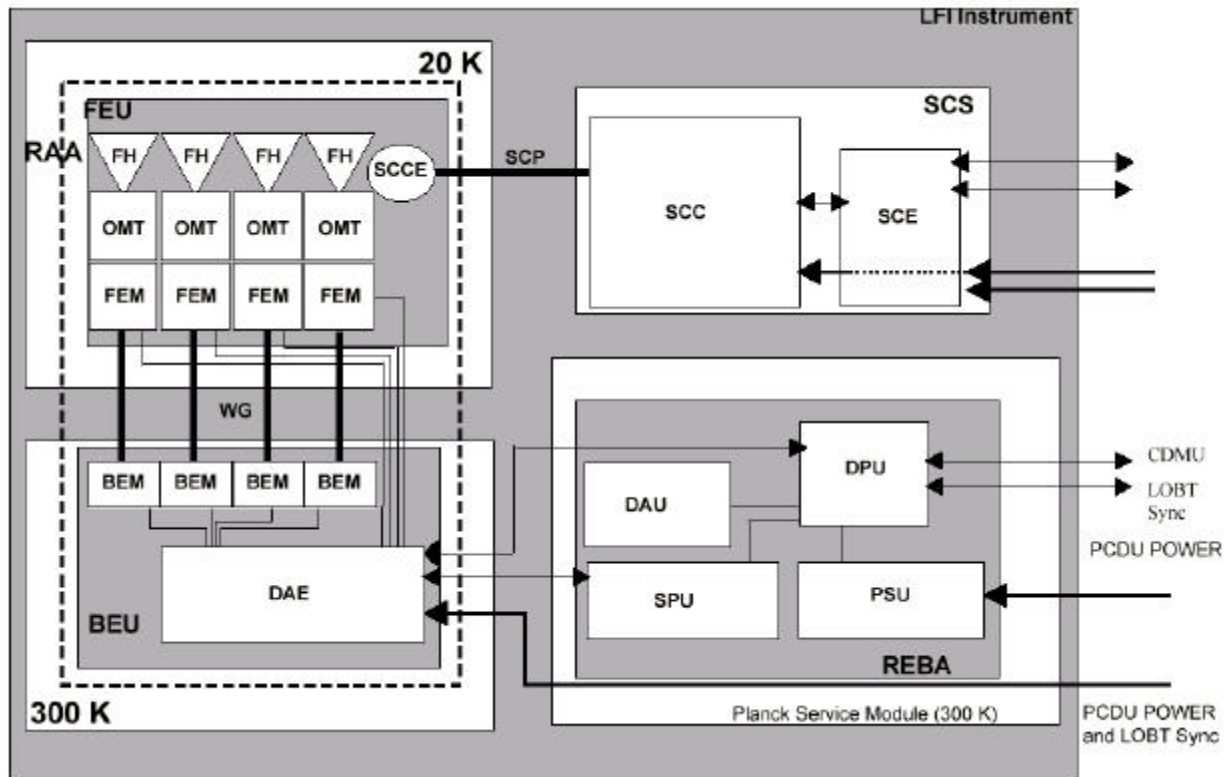 LFI Instrument
20 K
FEU
RAA
FH FH FH FH
SCCE
OMT OMT OMT OMT
FEM FEM FEM FEM
SCP
SCS
SCC
SCE
WG
BEM BEM BEM BEM
DAE
BEU
300 K
DPU
DAU
SPU
PSU
REBA
Planck Service Module (300 K)
CDMU
LOBT
Sync
PCDU POWER
PCDU POWER
and LOBT Sync